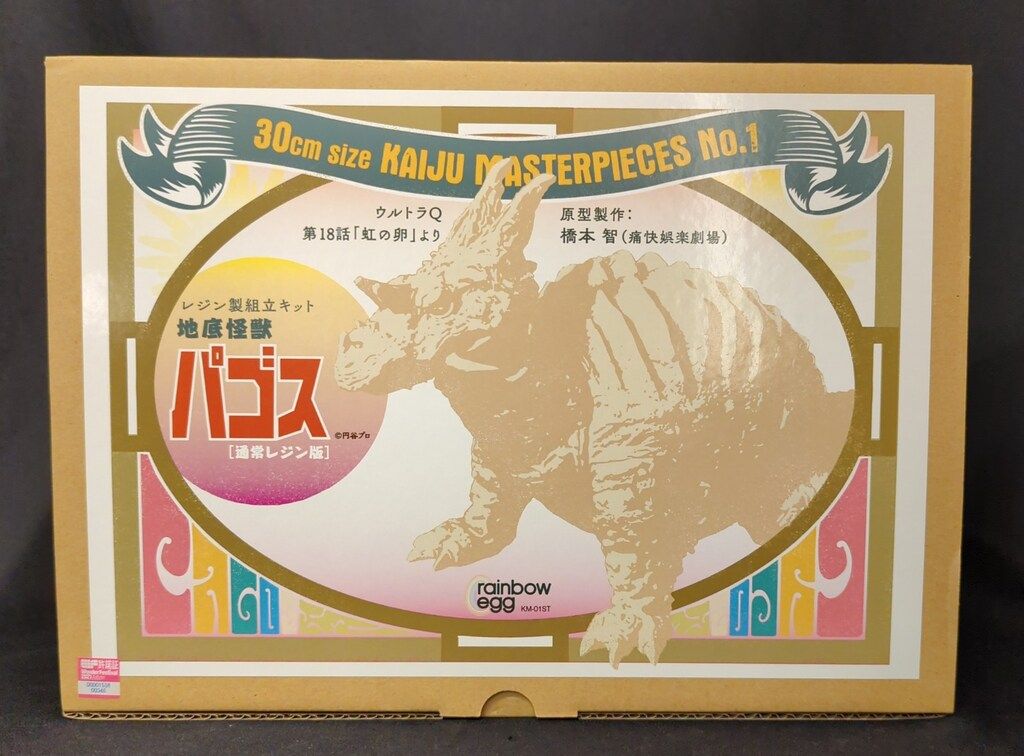 30cm size KAIJU MASTERPIECES No.1
ウルトラQ
第18話「虹の卵」より
原型製作：
橋本 智（痛快娯楽劇場）
レジン製組立キット
地底怪獣
パゴス
©円谷プロ
［通常レジン版］
rainbow
egg KM-01ST
Wonder Festival